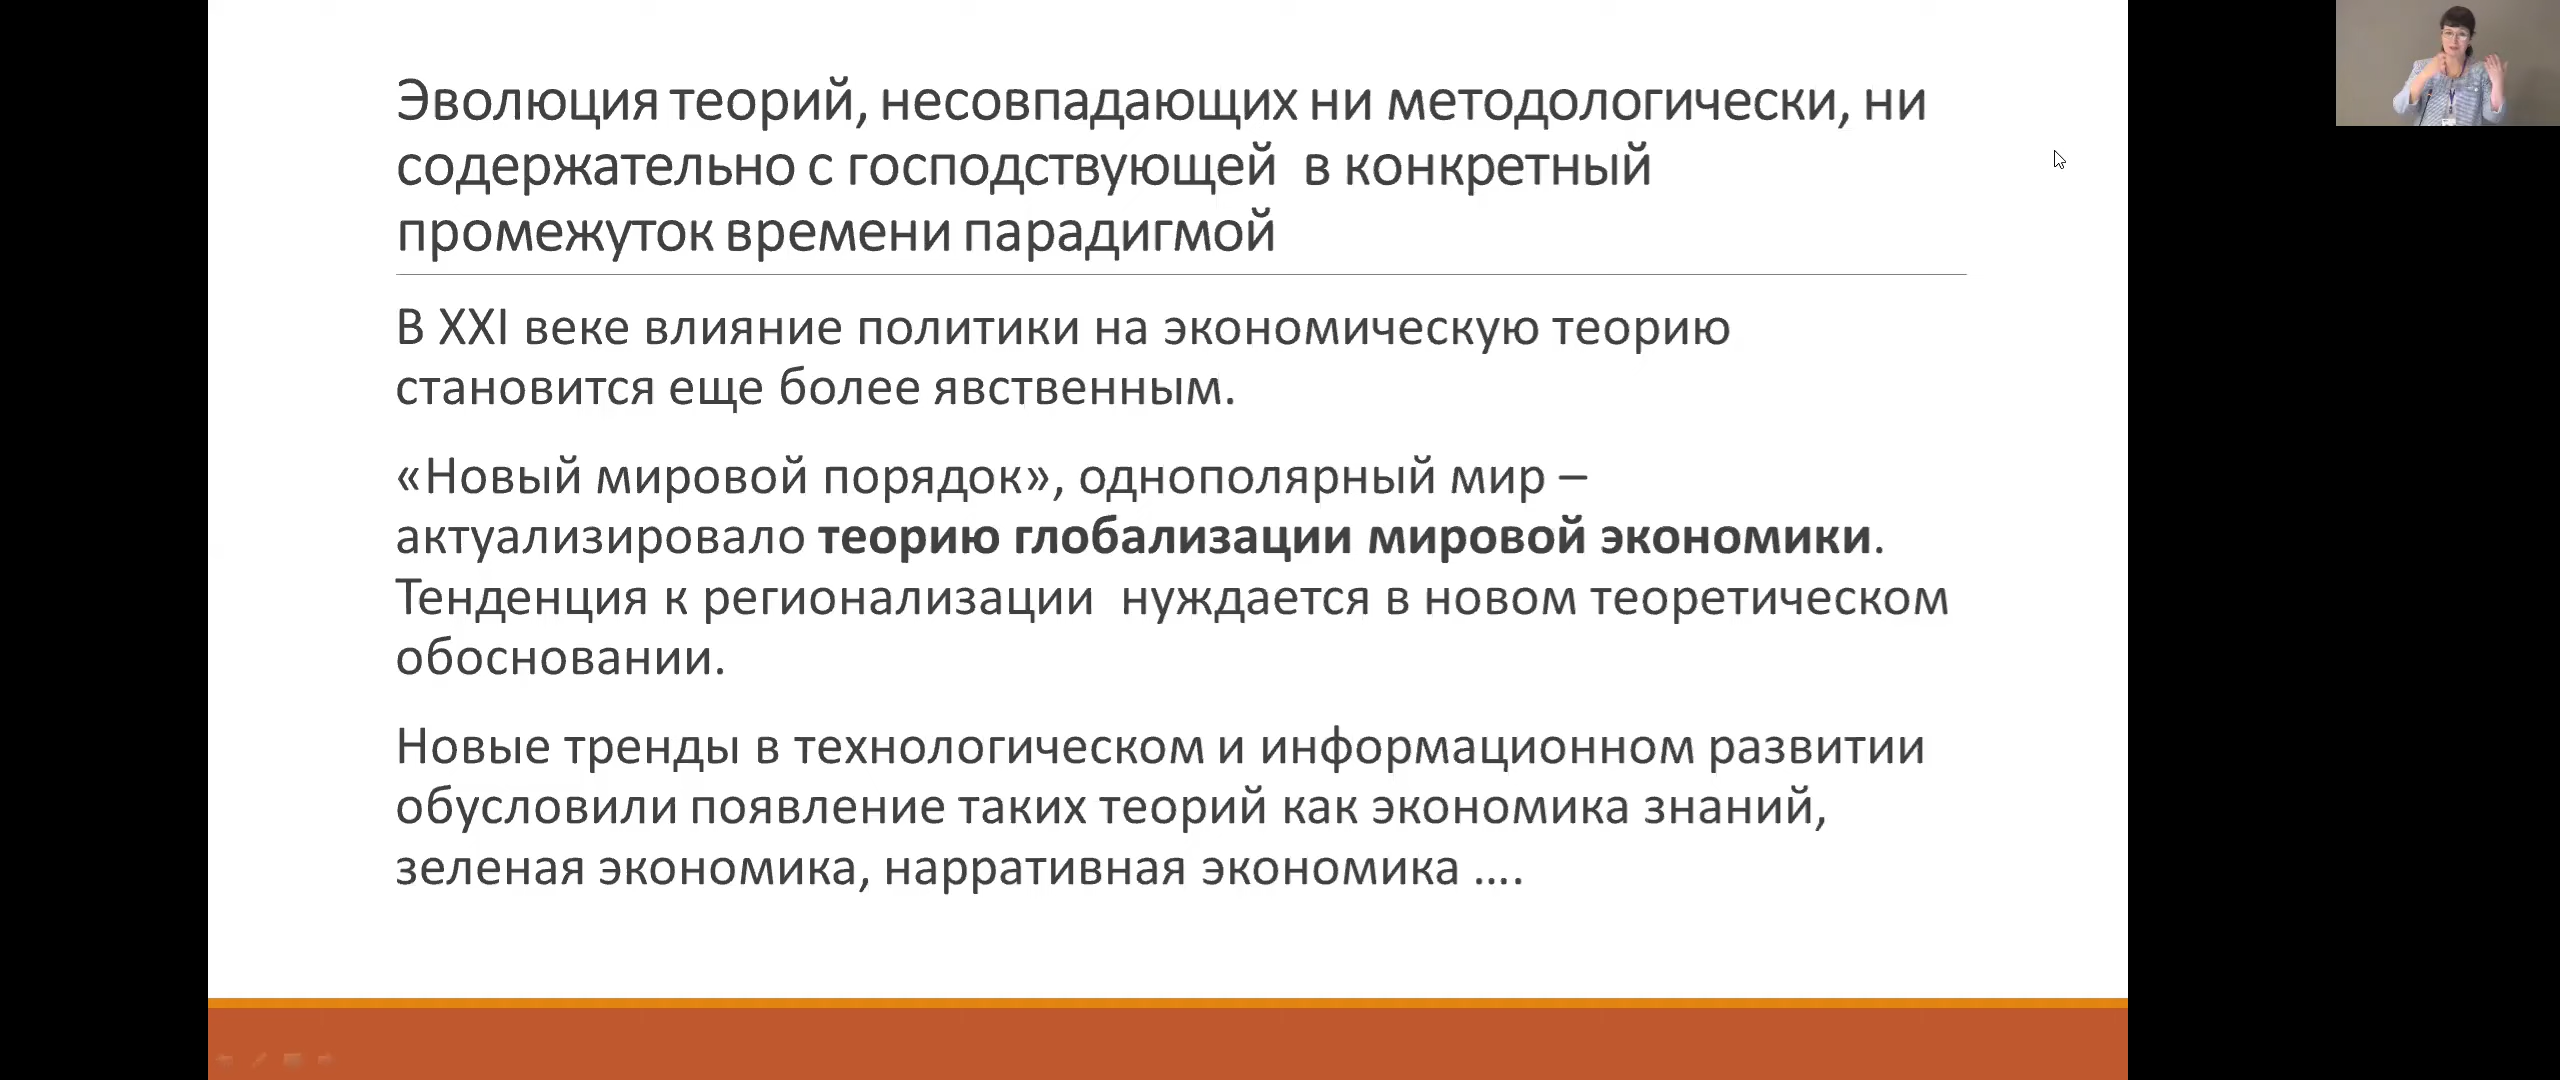 Эволюция теорий, несовпадающих ни методологически, ни
содержательно с господствующей в конкретный
промежуток времени парадигмой
В XXI веке влияние политики на экономическую теорию
становится еще более явственным.
«Новый мировой порядок», однополярный мир –
актуализировало теорию глобализации мировой экономики.
Тенденция к регионализации нуждается в новом теоретическом
обосновании.
Новые тренды в технологическом и информационном развитии
обусловили появление таких теорий как экономика знаний,
зеленая экономика, нарративная экономика ....